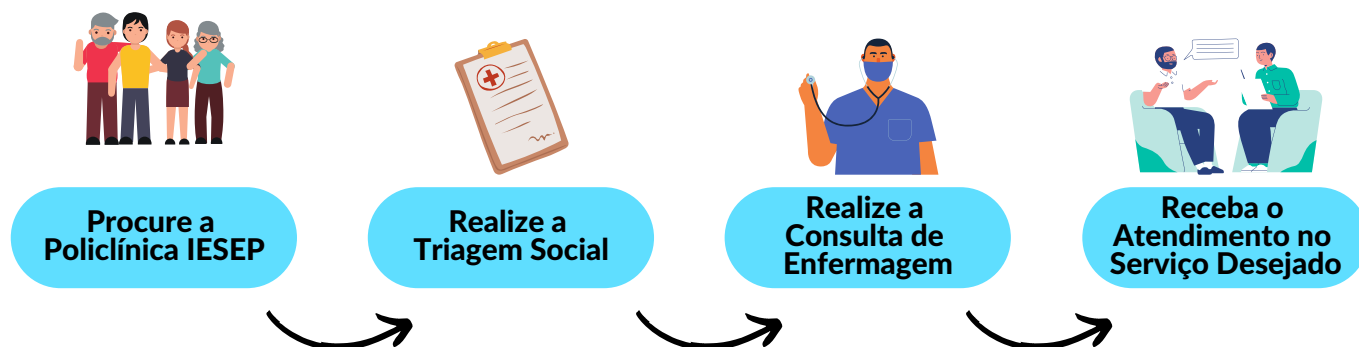 Procure a
Policlínica IESEP
Realize a
Triagem Social
Realize a
Consulta de
Enfermagem
Receba o
Atendimento no
Serviço Desejado